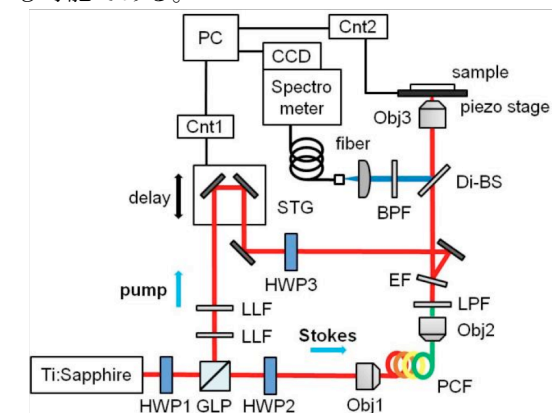 PC
Cnt2
CCD
Spectro
meter
sample
piezo stage
Obj3
Cnt1
fiber
delay
STG
BPF
Di-BS
HWP3
EF
pump
LLF
LLF
LPF
Stokes
Obj2
Ti:Sapphire
HWP1
GLP
HWP2
Obj1
PCF